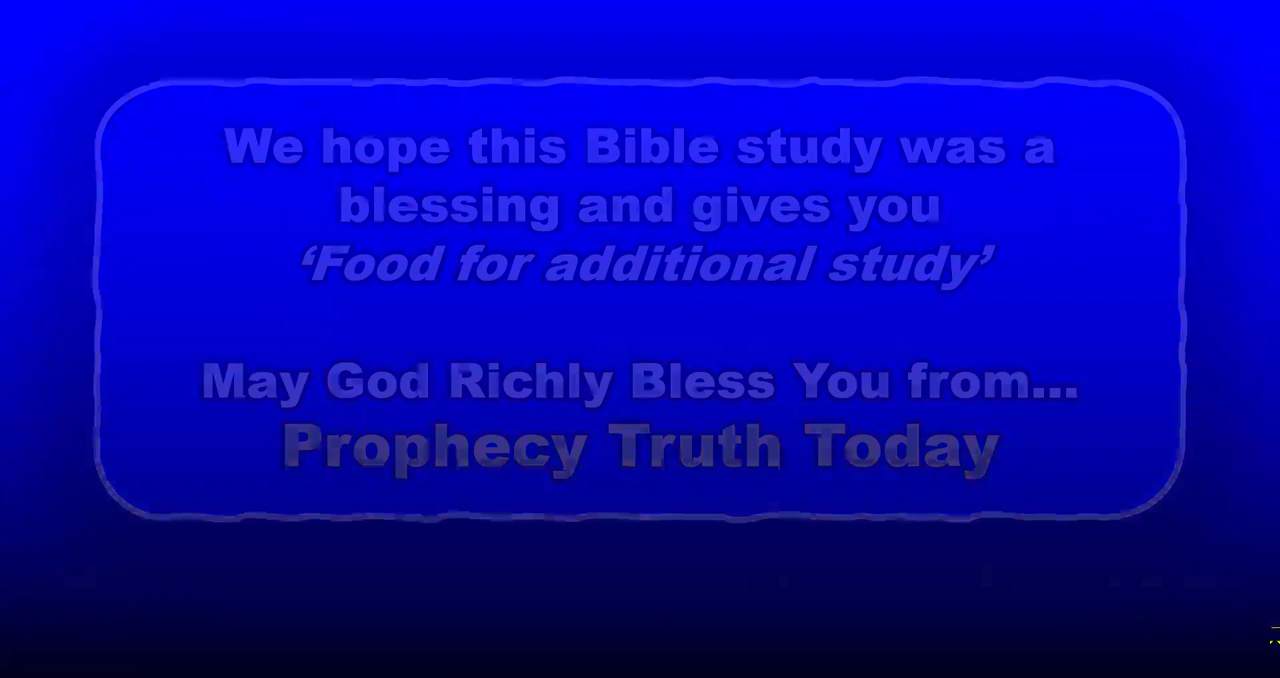 We hope this Bible study was a
blessing and gives you
‘Food for additional study’
May God Richly Bless You from...
Prophecy Truth Today